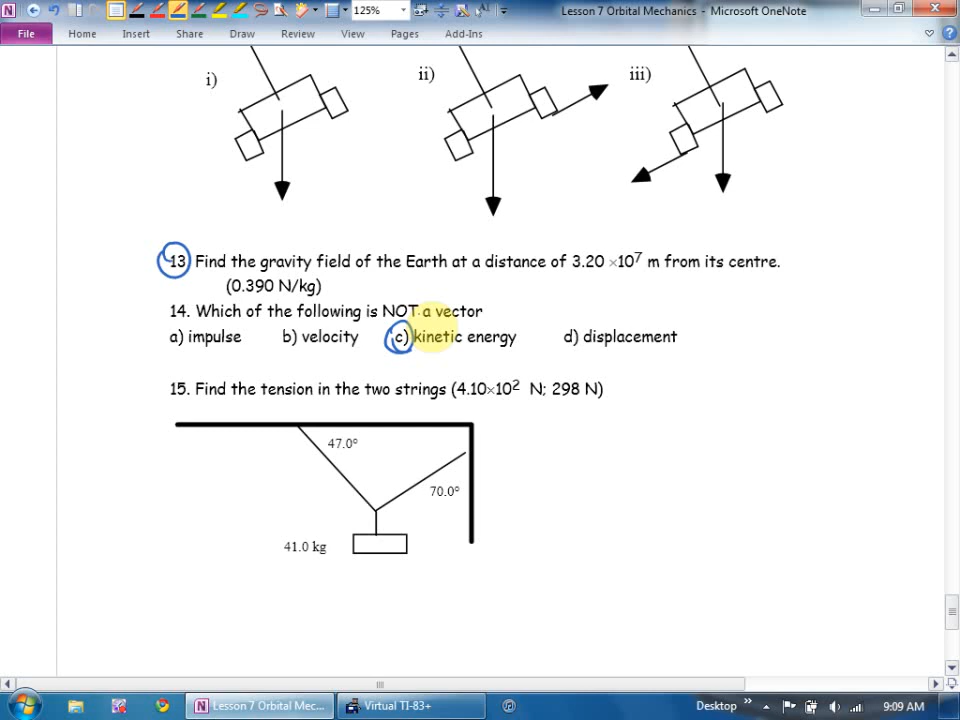 125%
Lesson 7 Orbital Mechanics - Microsoft OneNote
File Home Insert Share Draw Review View Pages Add-Ins
i) ii) iii)
13. Find the gravity field of the Earth at a distance of 3.20 ×10⁷ m from its centre.
(0.390 N/kg)
14. Which of the following is NOT a vector
a) impulse b) velocity c) kinetic energy d) displacement
15. Find the tension in the two strings (4.10×10² N; 298 N)
47.0°
70.0°
41.0 kg
Lesson 7 Orbital Mec... Virtual TI-83+ Desktop 9:09 AM